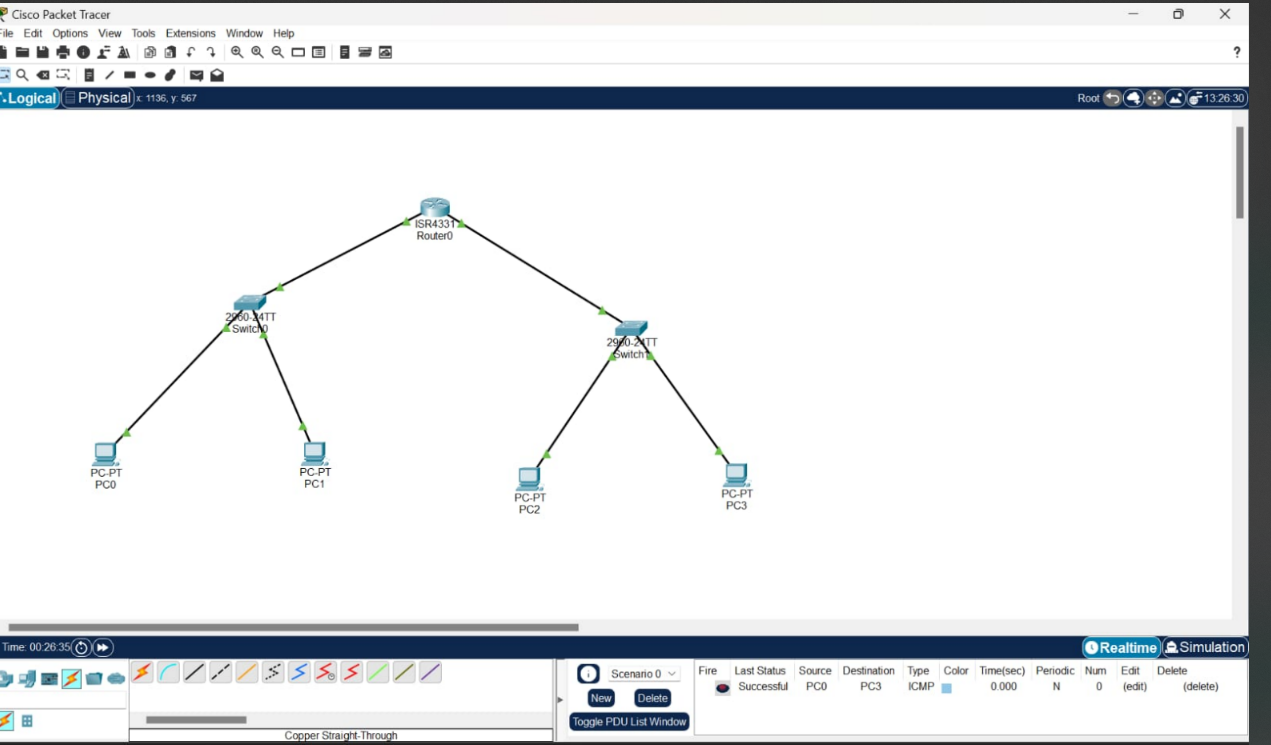 Cisco Packet Tracer
File Edit Options View Tools Extensions Window Help
?
Logical Physical x: 1136, y: 567 Root 13:26:30
ISR4331
Router0
2960-24TT
Switch0
2960-24TT
Switch1
PC-PT
PC0
PC-PT
PC1
PC-PT
PC2
PC-PT
PC3
Time: 00:26:35 Realtime Simulation
Scenario 0
New Delete
Toggle PDU List Window
Fire Last Status Source Destination Type Color Time(sec) Periodic Num Edit Delete
Successful PC0 PC3 ICMP 0.000 N 0 (edit) (delete)
Copper Straight-Through